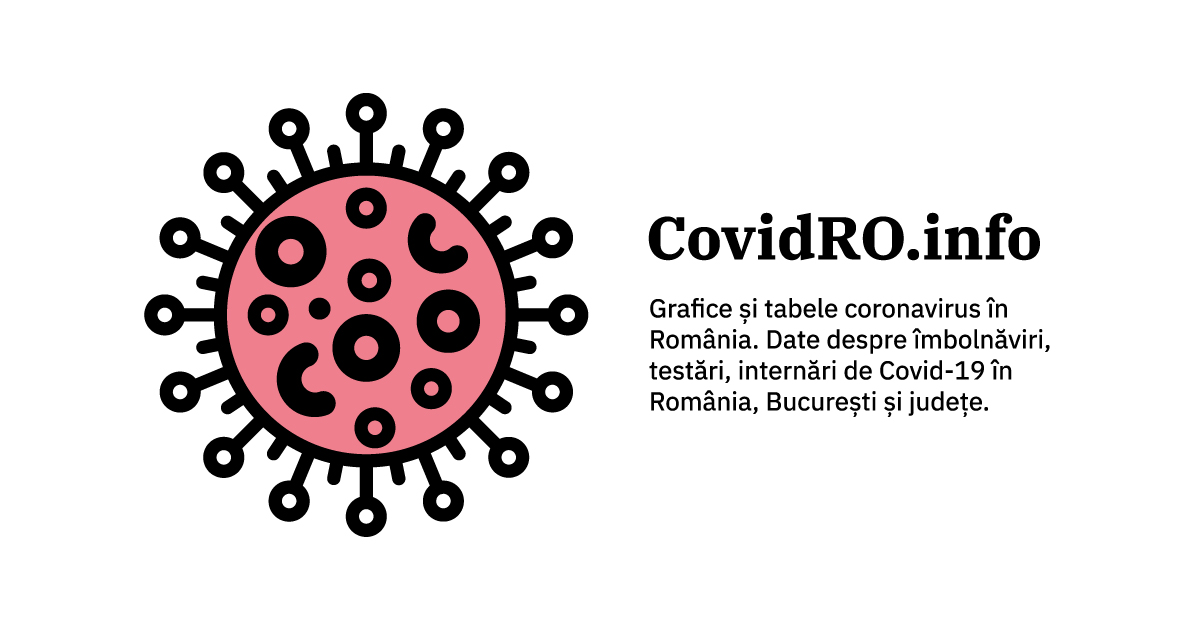 CovidRO.info
Grafice și tabele coronavirus în
România. Date despre îmbolnăviri,
testări, internări de Covid-19 în
România, București și județe.